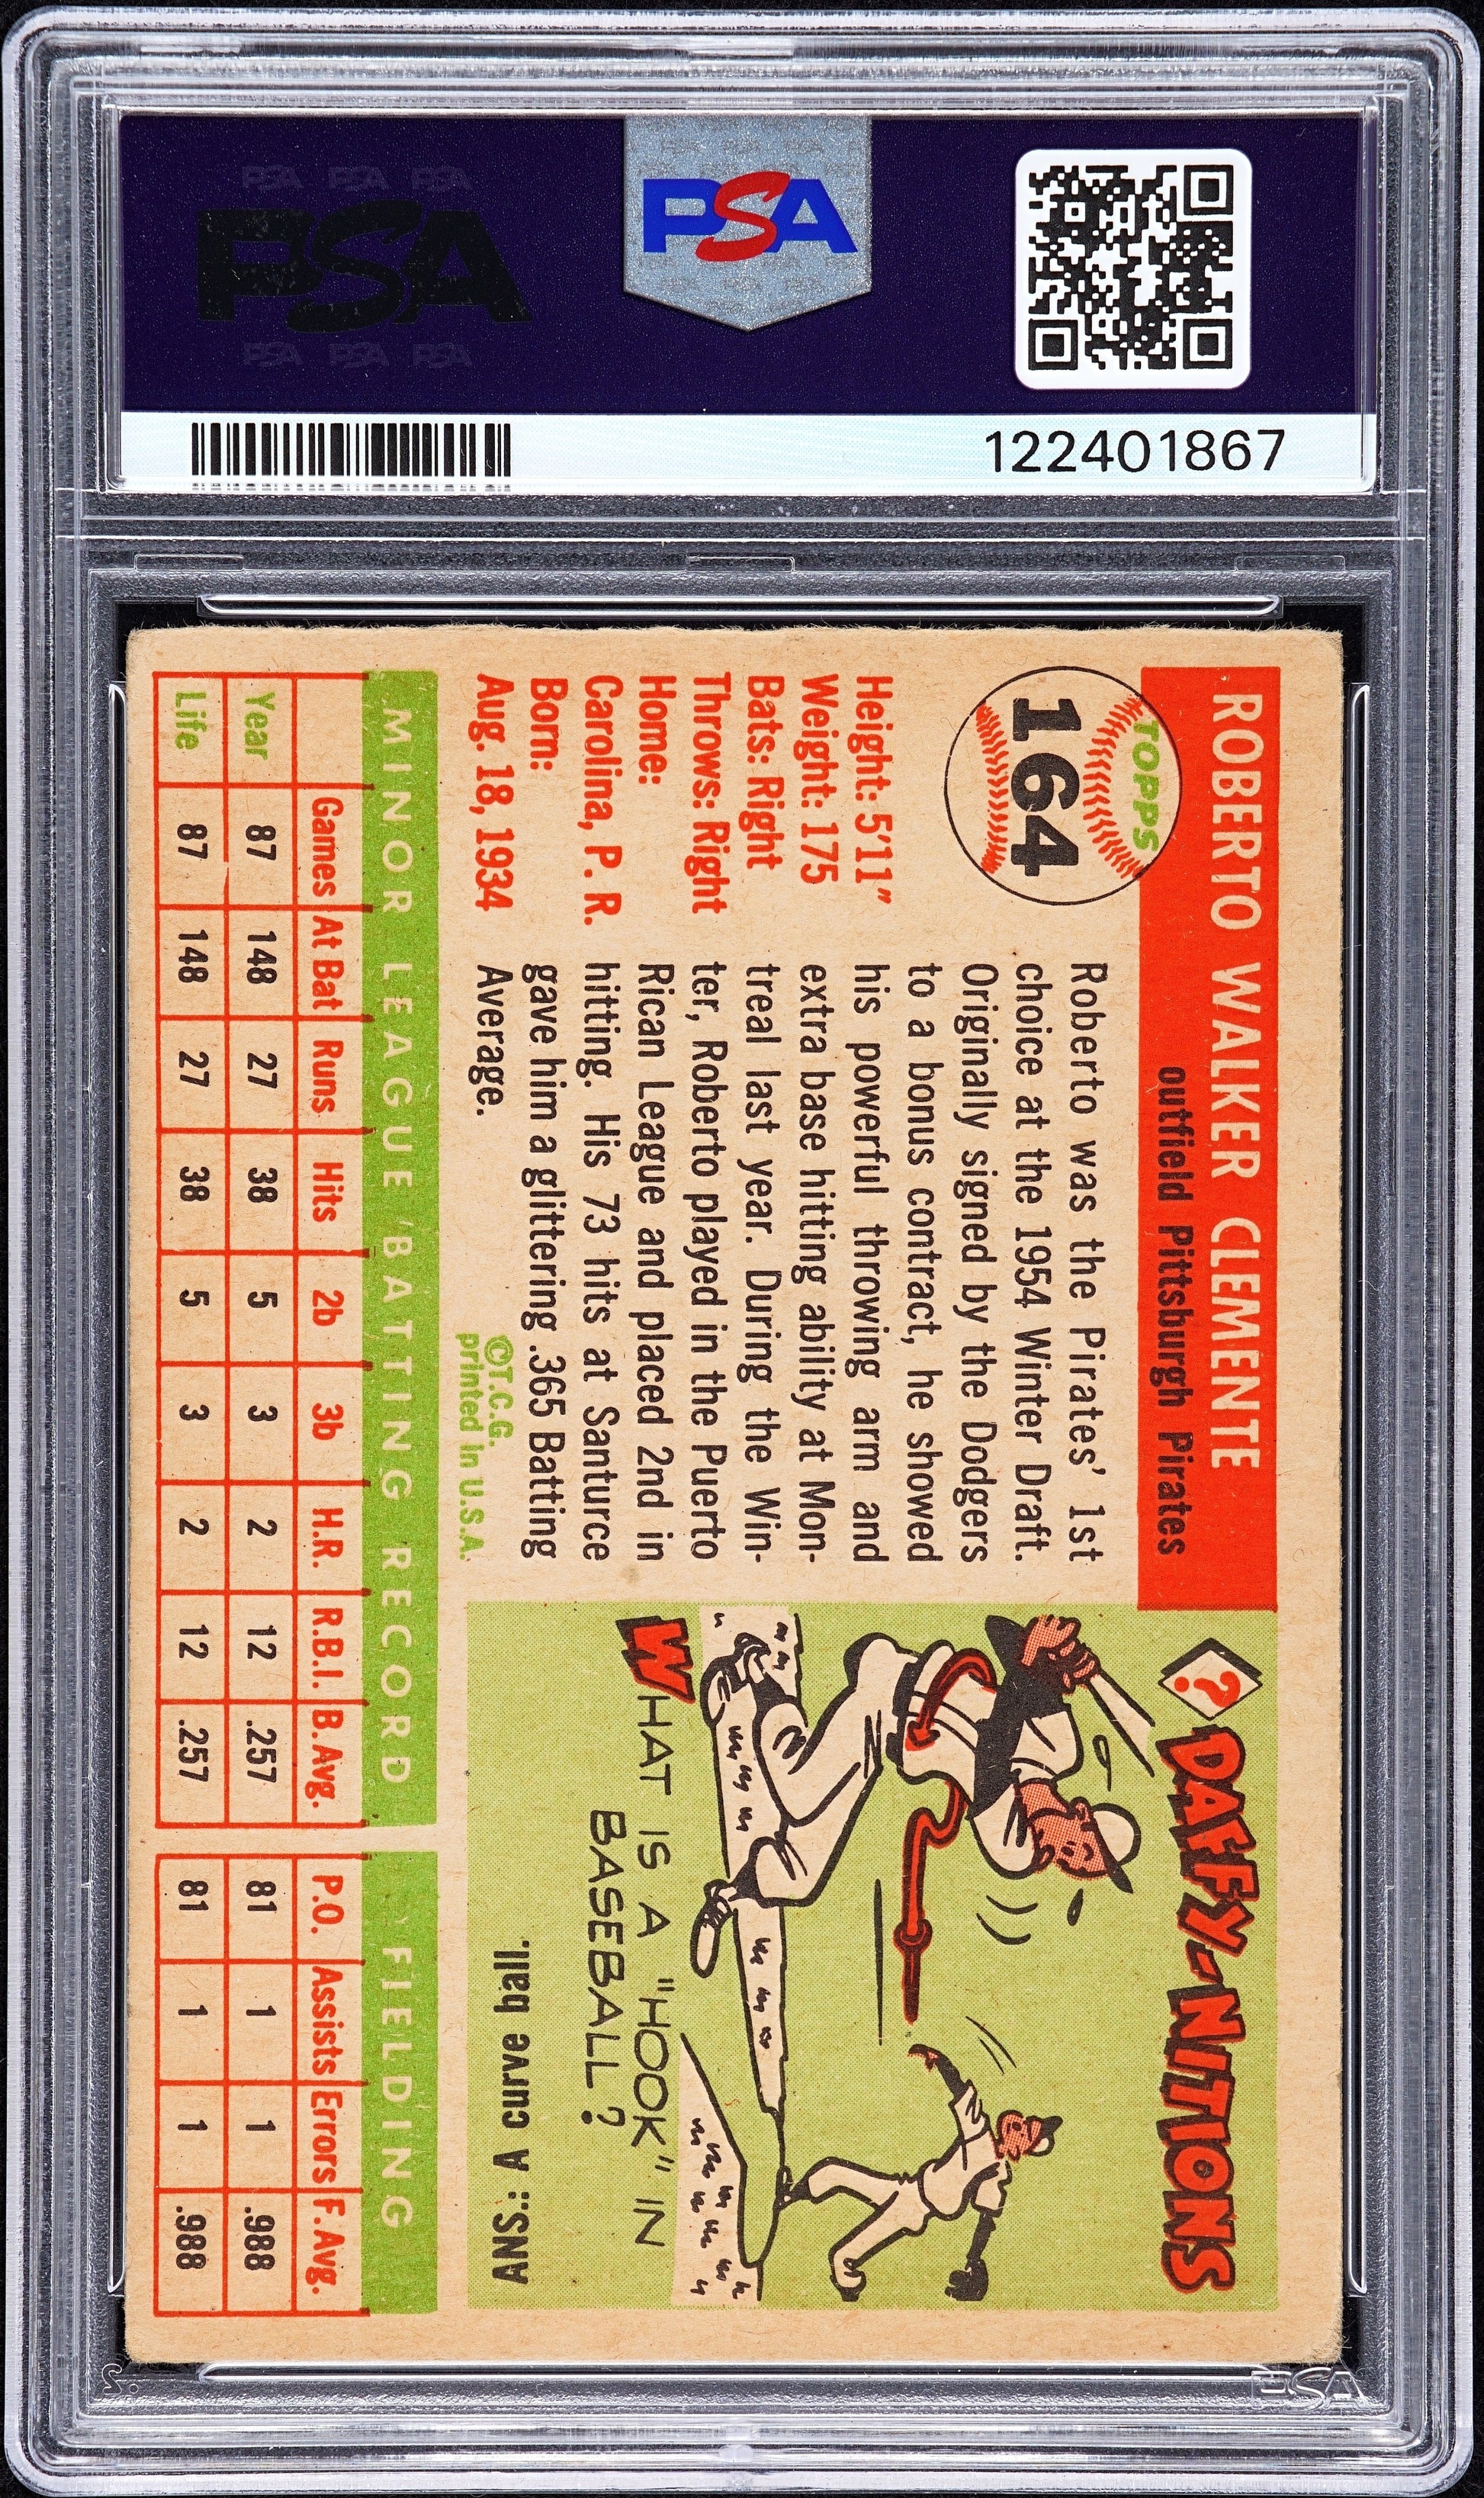 PSA PSA PSA
PSA
PSA PSA PSA
PSA
122401867
ROBERTO WALKER CLEMENTE
outfield Pittsburgh Pirates
TOPPS
164
Height: 5'11"
Weight: 175
Bats: Right
Throws: Right
Home:
Carolina, P. R.
Born:
Aug. 18, 1934
Roberto was the Pirates' 1st
choice at the 1954 Winter Draft.
Originally signed by the Dodgers
to a bonus contract, he showed
his powerful throwing arm and
extra base hitting ability at Mon-
treal last year. During the Win-
ter, Roberto played in the Puerto
Rican League and placed 2nd in
hitting. His 73 hits at Santurce
gave him a glittering .365 Batting
Average.
©T.C.G.
printed in U.S.A.
? DAFFY-NITIONS
WHAT IS A "HOOK" IN
BASEBALL?
ANS.: A curve ball.
MINOR LEAGUE BATTING RECORD FIELDING
Games At Bat Runs Hits 2b 3b H.R. R.B.I. B. Avg. P.O. Assists Errors F. Avg.
Year 87 148 27 38 5 3 2 12 .257 81 1 1 .988
Life 87 148 27 38 5 3 2 12 .257 81 1 1 .988
PSA